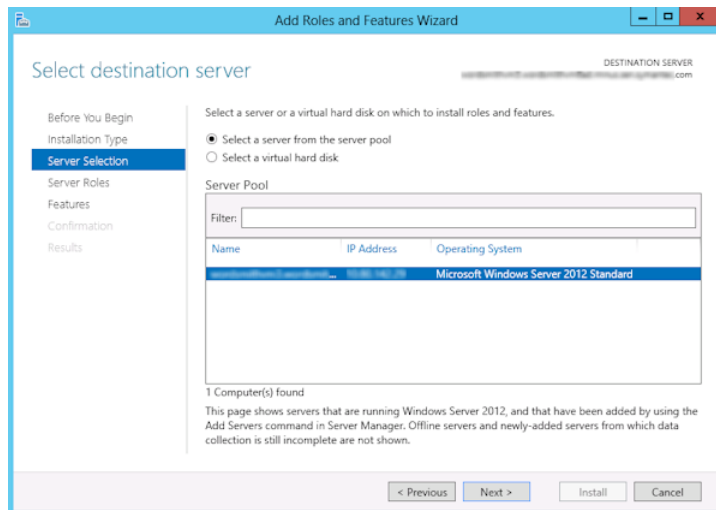 Add Roles and Features Wizard
Select destination server
DESTINATION SERVER
.com
Before You Begin
Installation Type
Server Selection
Server Roles
Features
Confirmation
Results
Select a server or a virtual hard disk on which to install roles and features.
Select a server from the server pool
Select a virtual hard disk
Server Pool
Filter:
Name IP Address Operating System
... Microsoft Windows Server 2012 Standard
1 Computer(s) found
This page shows servers that are running Windows Server 2012, and that have been added by using the
Add Servers command in Server Manager. Offline servers and newly-added servers from which data
collection is still incomplete are not shown.
< Previous Next > Install Cancel